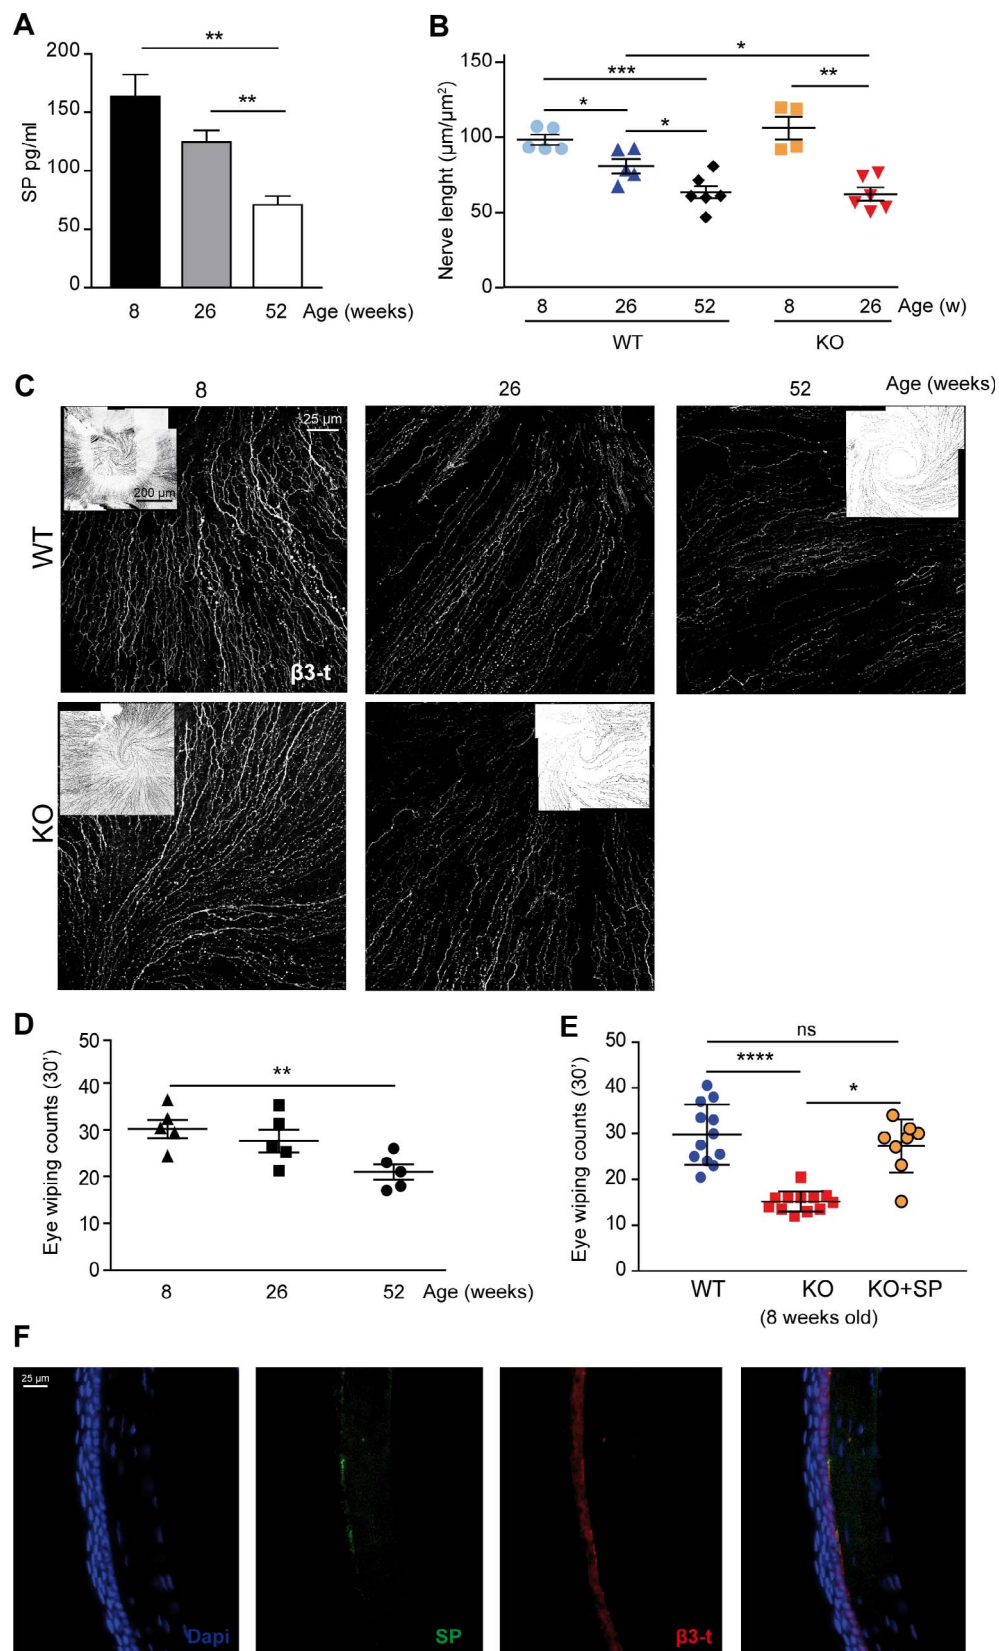 A
200
150
100
50
0
SP pg/ml
**
**
8 26 52 Age (weeks)
B
150
100
50
0
Nerve lenght (µm/µm²)
*
***
**
*
*
8 26 52 8 26 Age (w)
WT KO
C
8 26 52 Age (weeks)
WT
25 µm
200 µm
β3-t
KO
D
50
40
30
20
10
0
Eye wiping counts (30’)
**
8 26 52 Age (weeks)
E
50
40
30
20
10
0
Eye wiping counts (30’)
ns
****
*
WT KO KO+SP
(8 weeks old)
F
25 µm
Dapi SP β3-t